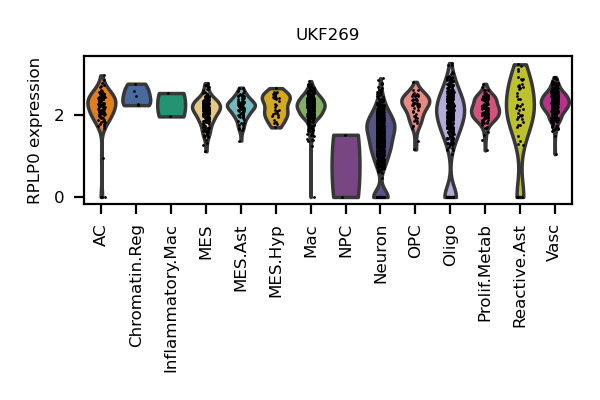 UKF269
RPLP0 expression
2
0
AC
Chromatin.Reg
Inflammatory.Mac
MES
MES.Ast
MES.Hyp
Mac
NPC
Neuron
OPC
Oligo
Prolif.Metab
Reactive.Ast
Vasc